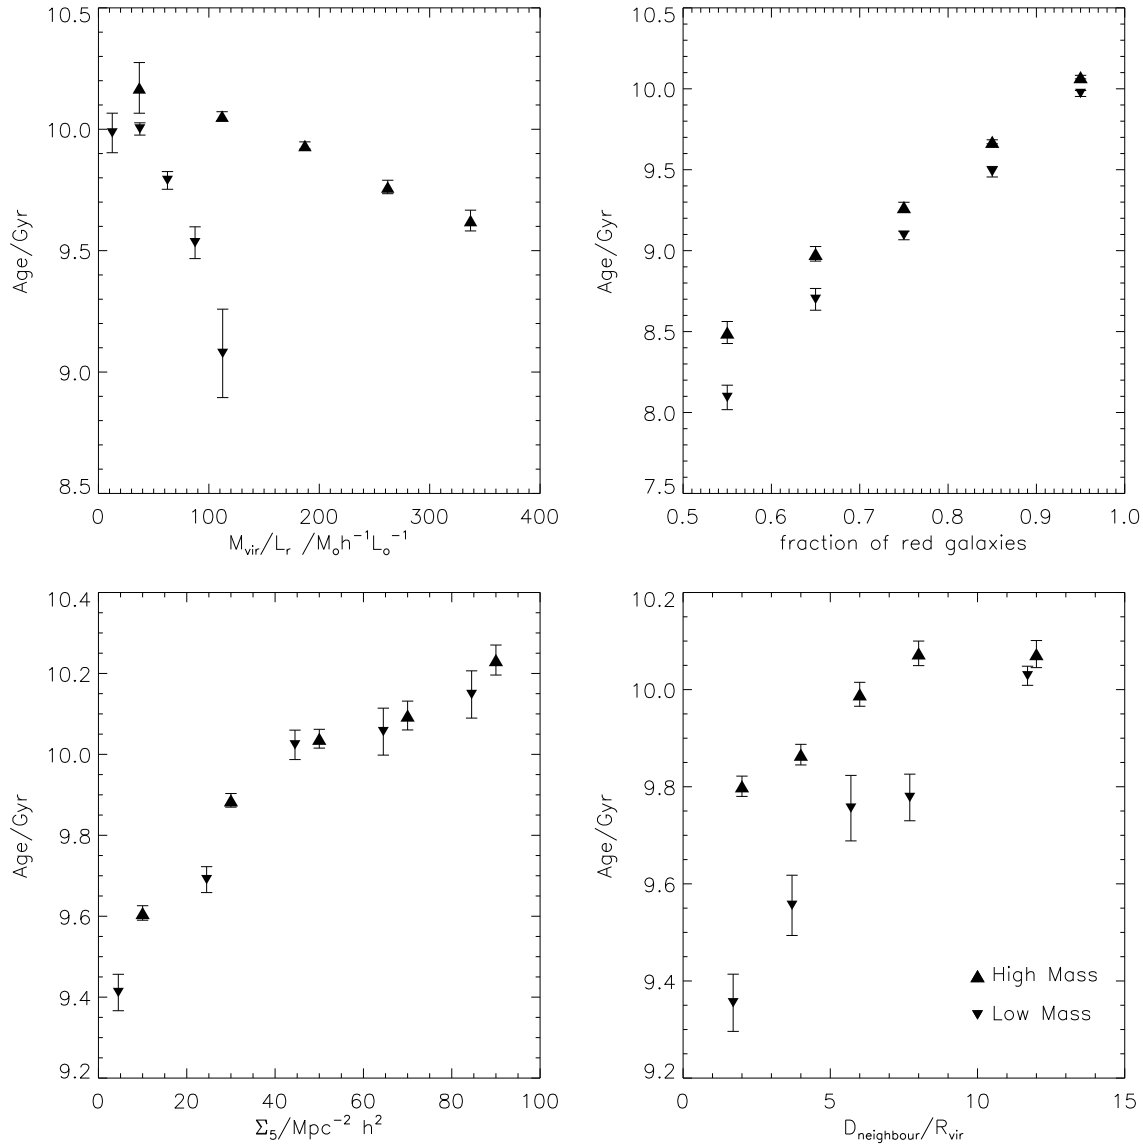 10.5
10.0
9.5
9.0
8.5
Age/Gyr
0 100 200 300 400
M_vir/L_r /M_oh^-1L_o^-1
10.5
10.0
9.5
9.0
8.5
8.0
7.5
Age/Gyr
0.5 0.6 0.7 0.8 0.9 1.0
fraction of red galaxies
10.4
10.2
10.0
9.8
9.6
9.4
9.2
Age/Gyr
0 20 40 60 80 100
Σ_5/Mpc^-2 h^2
10.2
10.0
9.8
9.6
9.4
9.2
Age/Gyr
High Mass
Low Mass
0 5 10 15
D_neighbour/R_vir